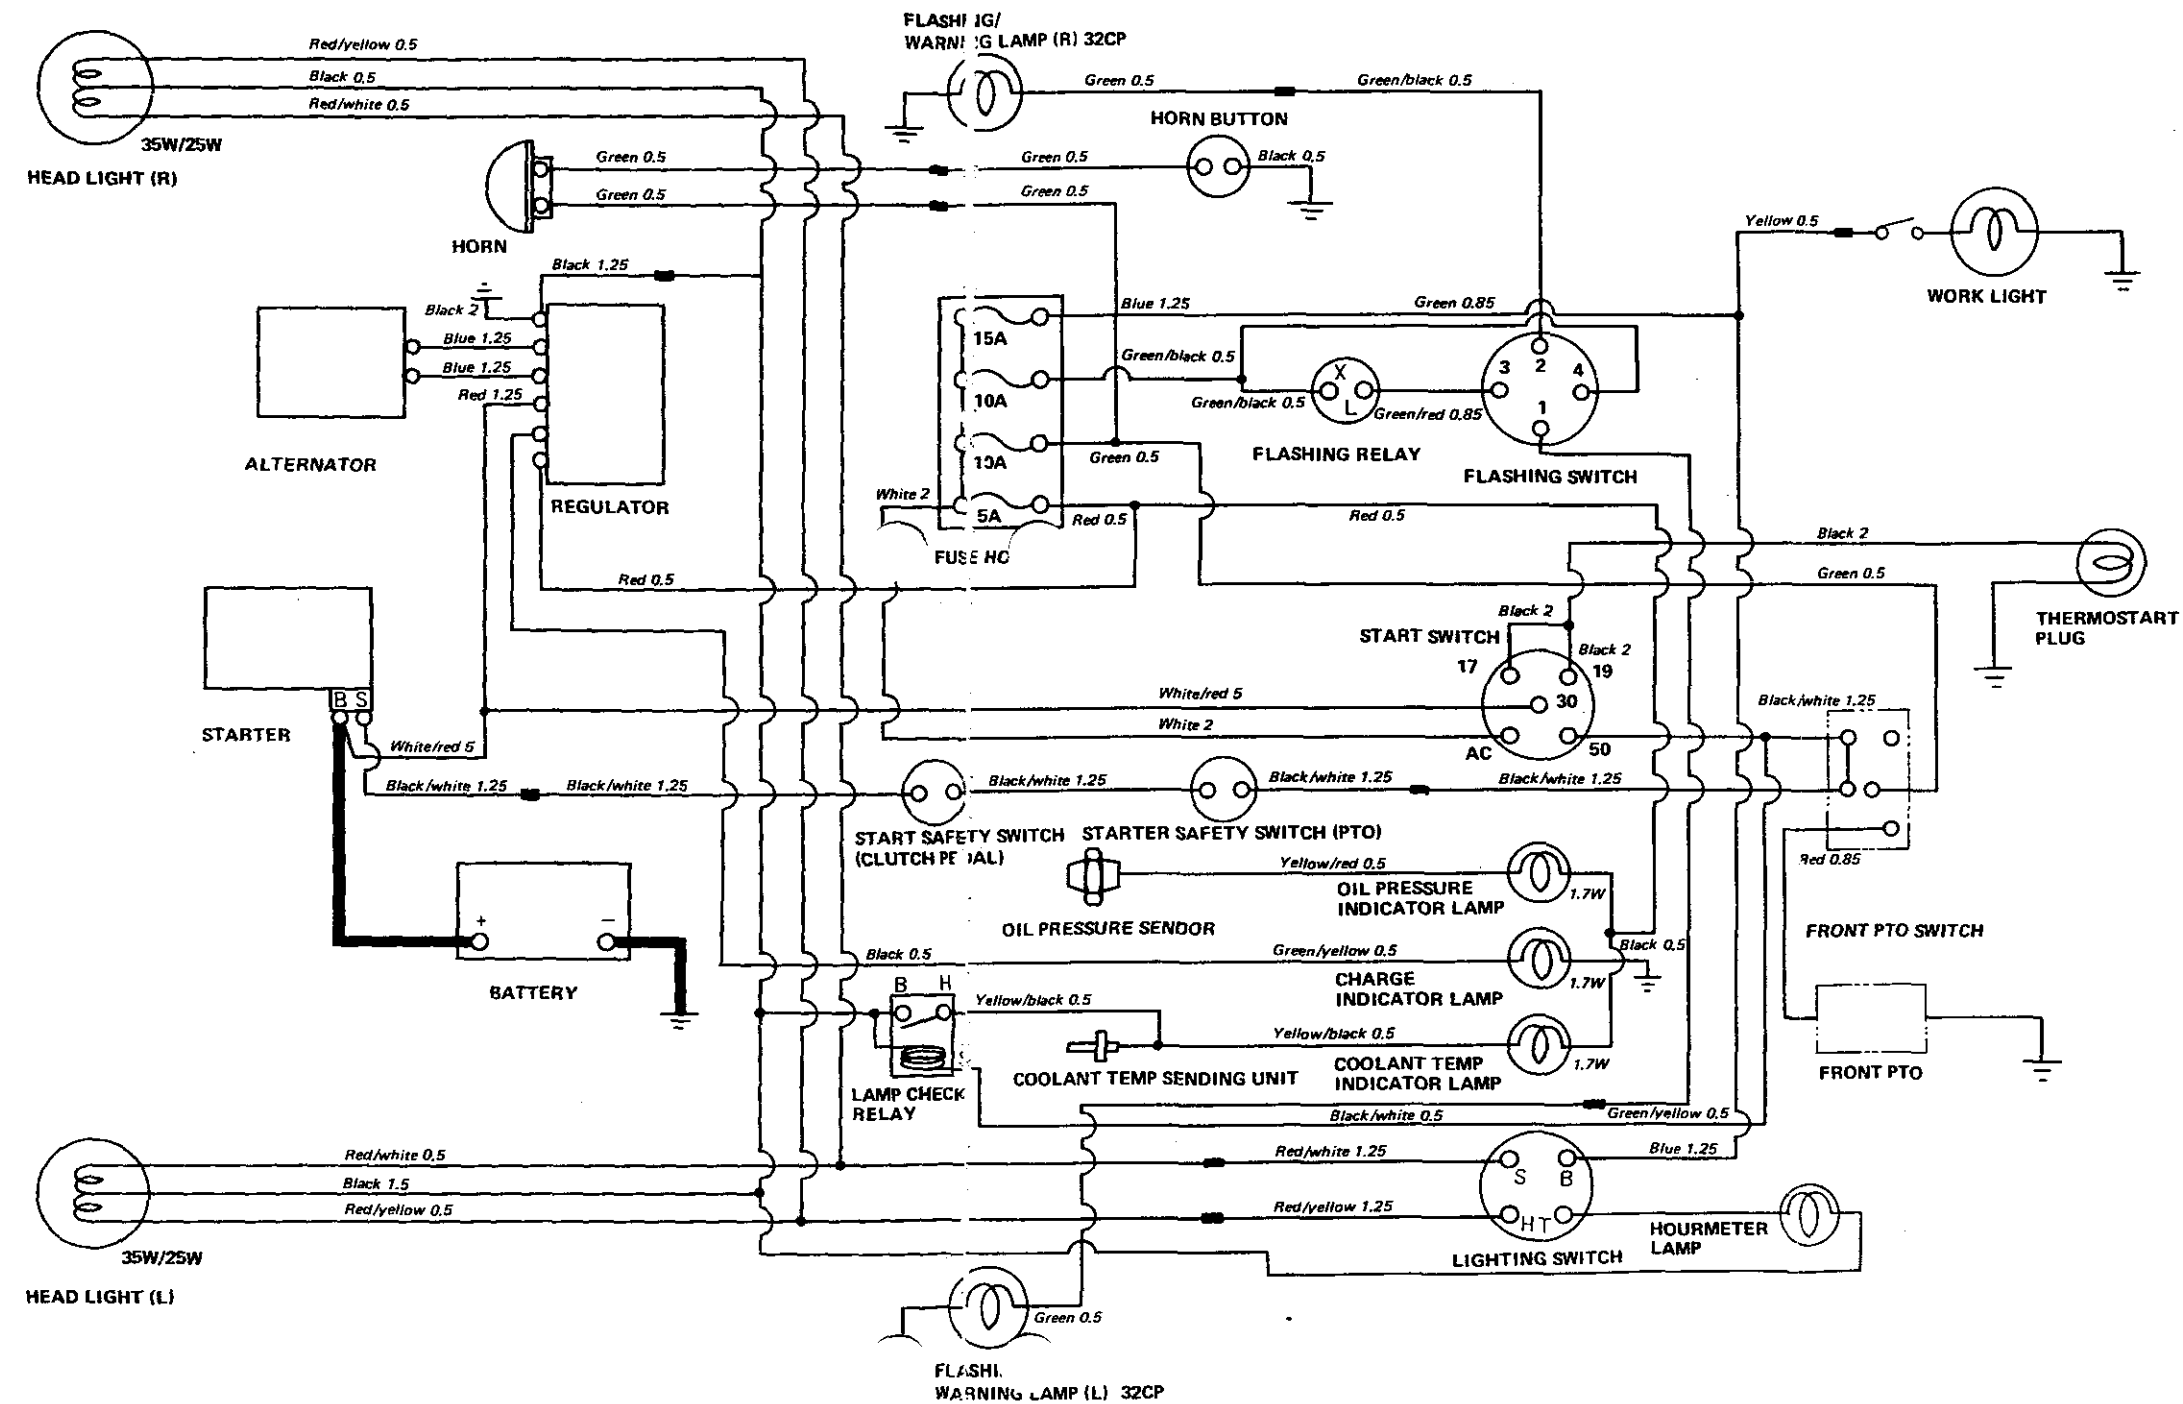 FLASHI IG/
WARNI G LAMP (R) 32CP
Red/yellow 0.5
Black 0.5
Red/white 0.5
35W/25W
HEAD LIGHT (R)
Green 0.5
Green/black 0.5
HORN BUTTON
Green 0.5
Green 0.5
Black 0.5
Green 0.5
Green 0.5
HORN
Yellow 0.5
WORK LIGHT
Black 1.25
Black 2
Blue 1.25
Blue 1.25
Red 1.25
ALTERNATOR
REGULATOR
15A
10A
10A
5A
White 2
FUSE HO
Blue 1.25
Green 0.85
Green/black 0.5
Green/black 0.5
X
L
Green/red 0.85
FLASHING RELAY
3
2
4
1
FLASHING SWITCH
Green 0.5
Red 0.5
Red 0.5
Red 0.5
Black 2
Green 0.5
THERMOSTART
PLUG
Black 2
START SWITCH
Black 2
17
19
30
AC
50
STARTER
B S
White/red 5
White/red 5
White 2
Black/white 1.25
Black/white 1.25
Black/white 1.25
Black/white 1.25
Black/white 1.25
Black/white 1.25
START SAFETY SWITCH
(CLUTCH PE AL)
STARTER SAFETY SWITCH (PTO)
Red 0.85
FRONT PTO SWITCH
FRONT PTO
+
−
BATTERY
Yellow/red 0.5
OIL PRESSURE
INDICATOR LAMP
1.7W
OIL PRESSURE SENDOR
Black 0.5
Green/yellow 0.5
Black 0.5
CHARGE
INDICATOR LAMP
1.7W
B
H
Yellow/black 0.5
Yellow/black 0.5
COOLANT TEMP SENDING UNIT
COOLANT TEMP
INDICATOR LAMP
1.7W
LAMP CHECK
RELAY
Black/white 0.5
Green/yellow 0.5
Red/white 0.5
Black 1.5
Red/yellow 0.5
35W/25W
HEAD LIGHT (L)
Red/white 1.25
Red/yellow 1.25
S
B
H T
Blue 1.25
LIGHTING SWITCH
HOURMETER
LAMP
Green 0.5
FLASHI
WARNING LAMP (L) 32CP